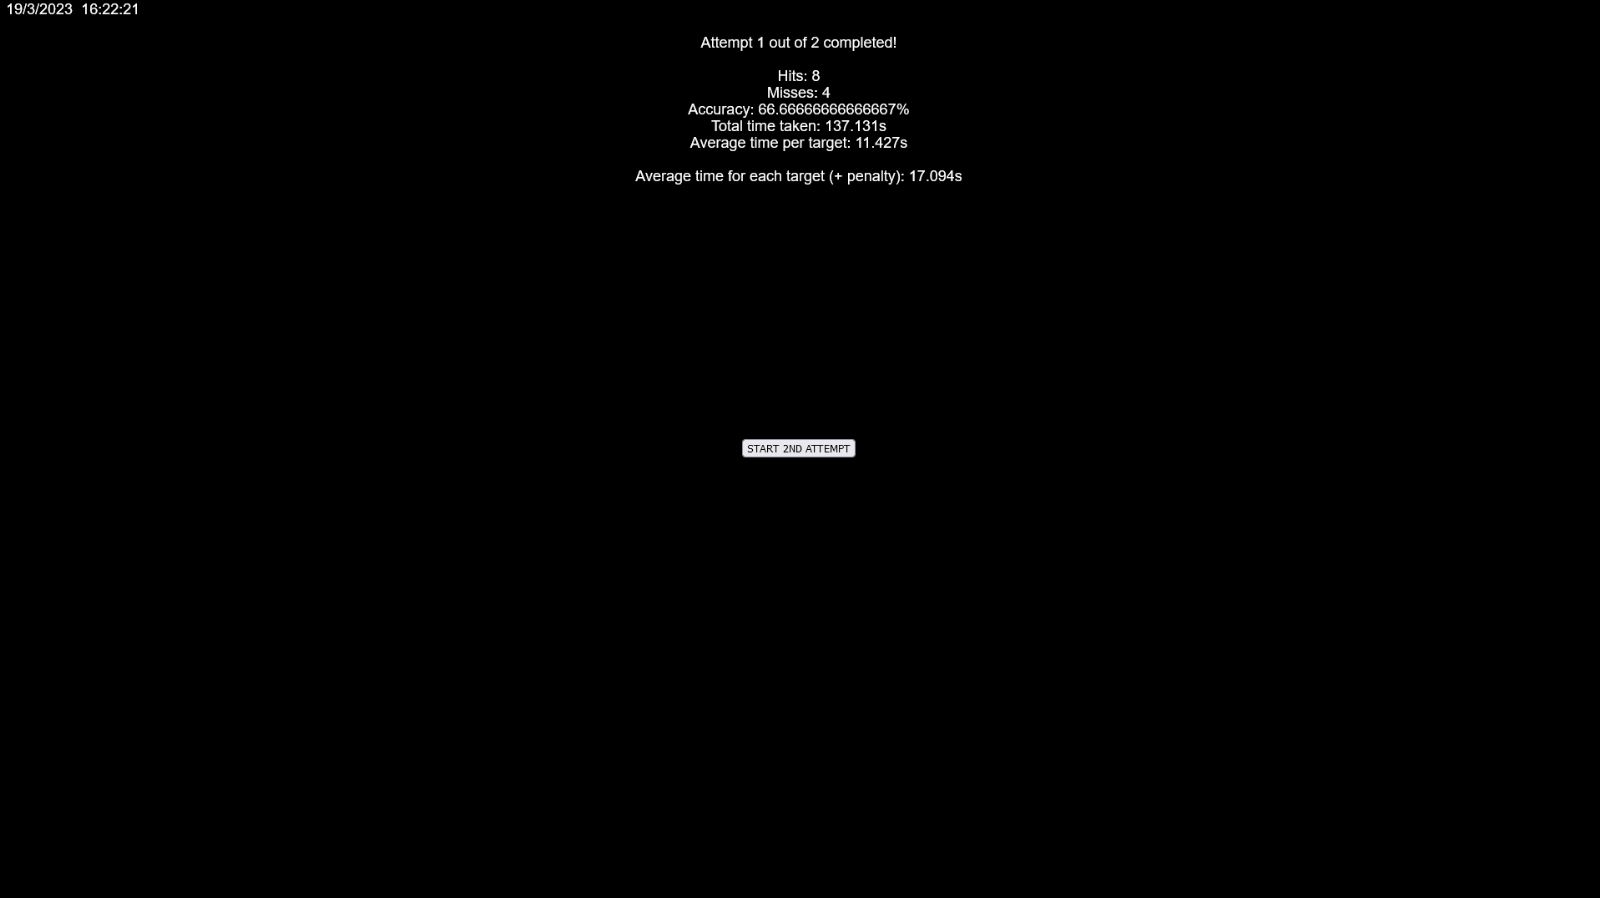 19/3/2023 16:22:21
Attempt 1 out of 2 completed!
Hits: 8
Misses: 4
Accuracy: 66.66666666666667%
Total time taken: 137.131s
Average time per target: 11.427s
Average time for each target (+ penalty): 17.094s
START 2ND ATTEMPT